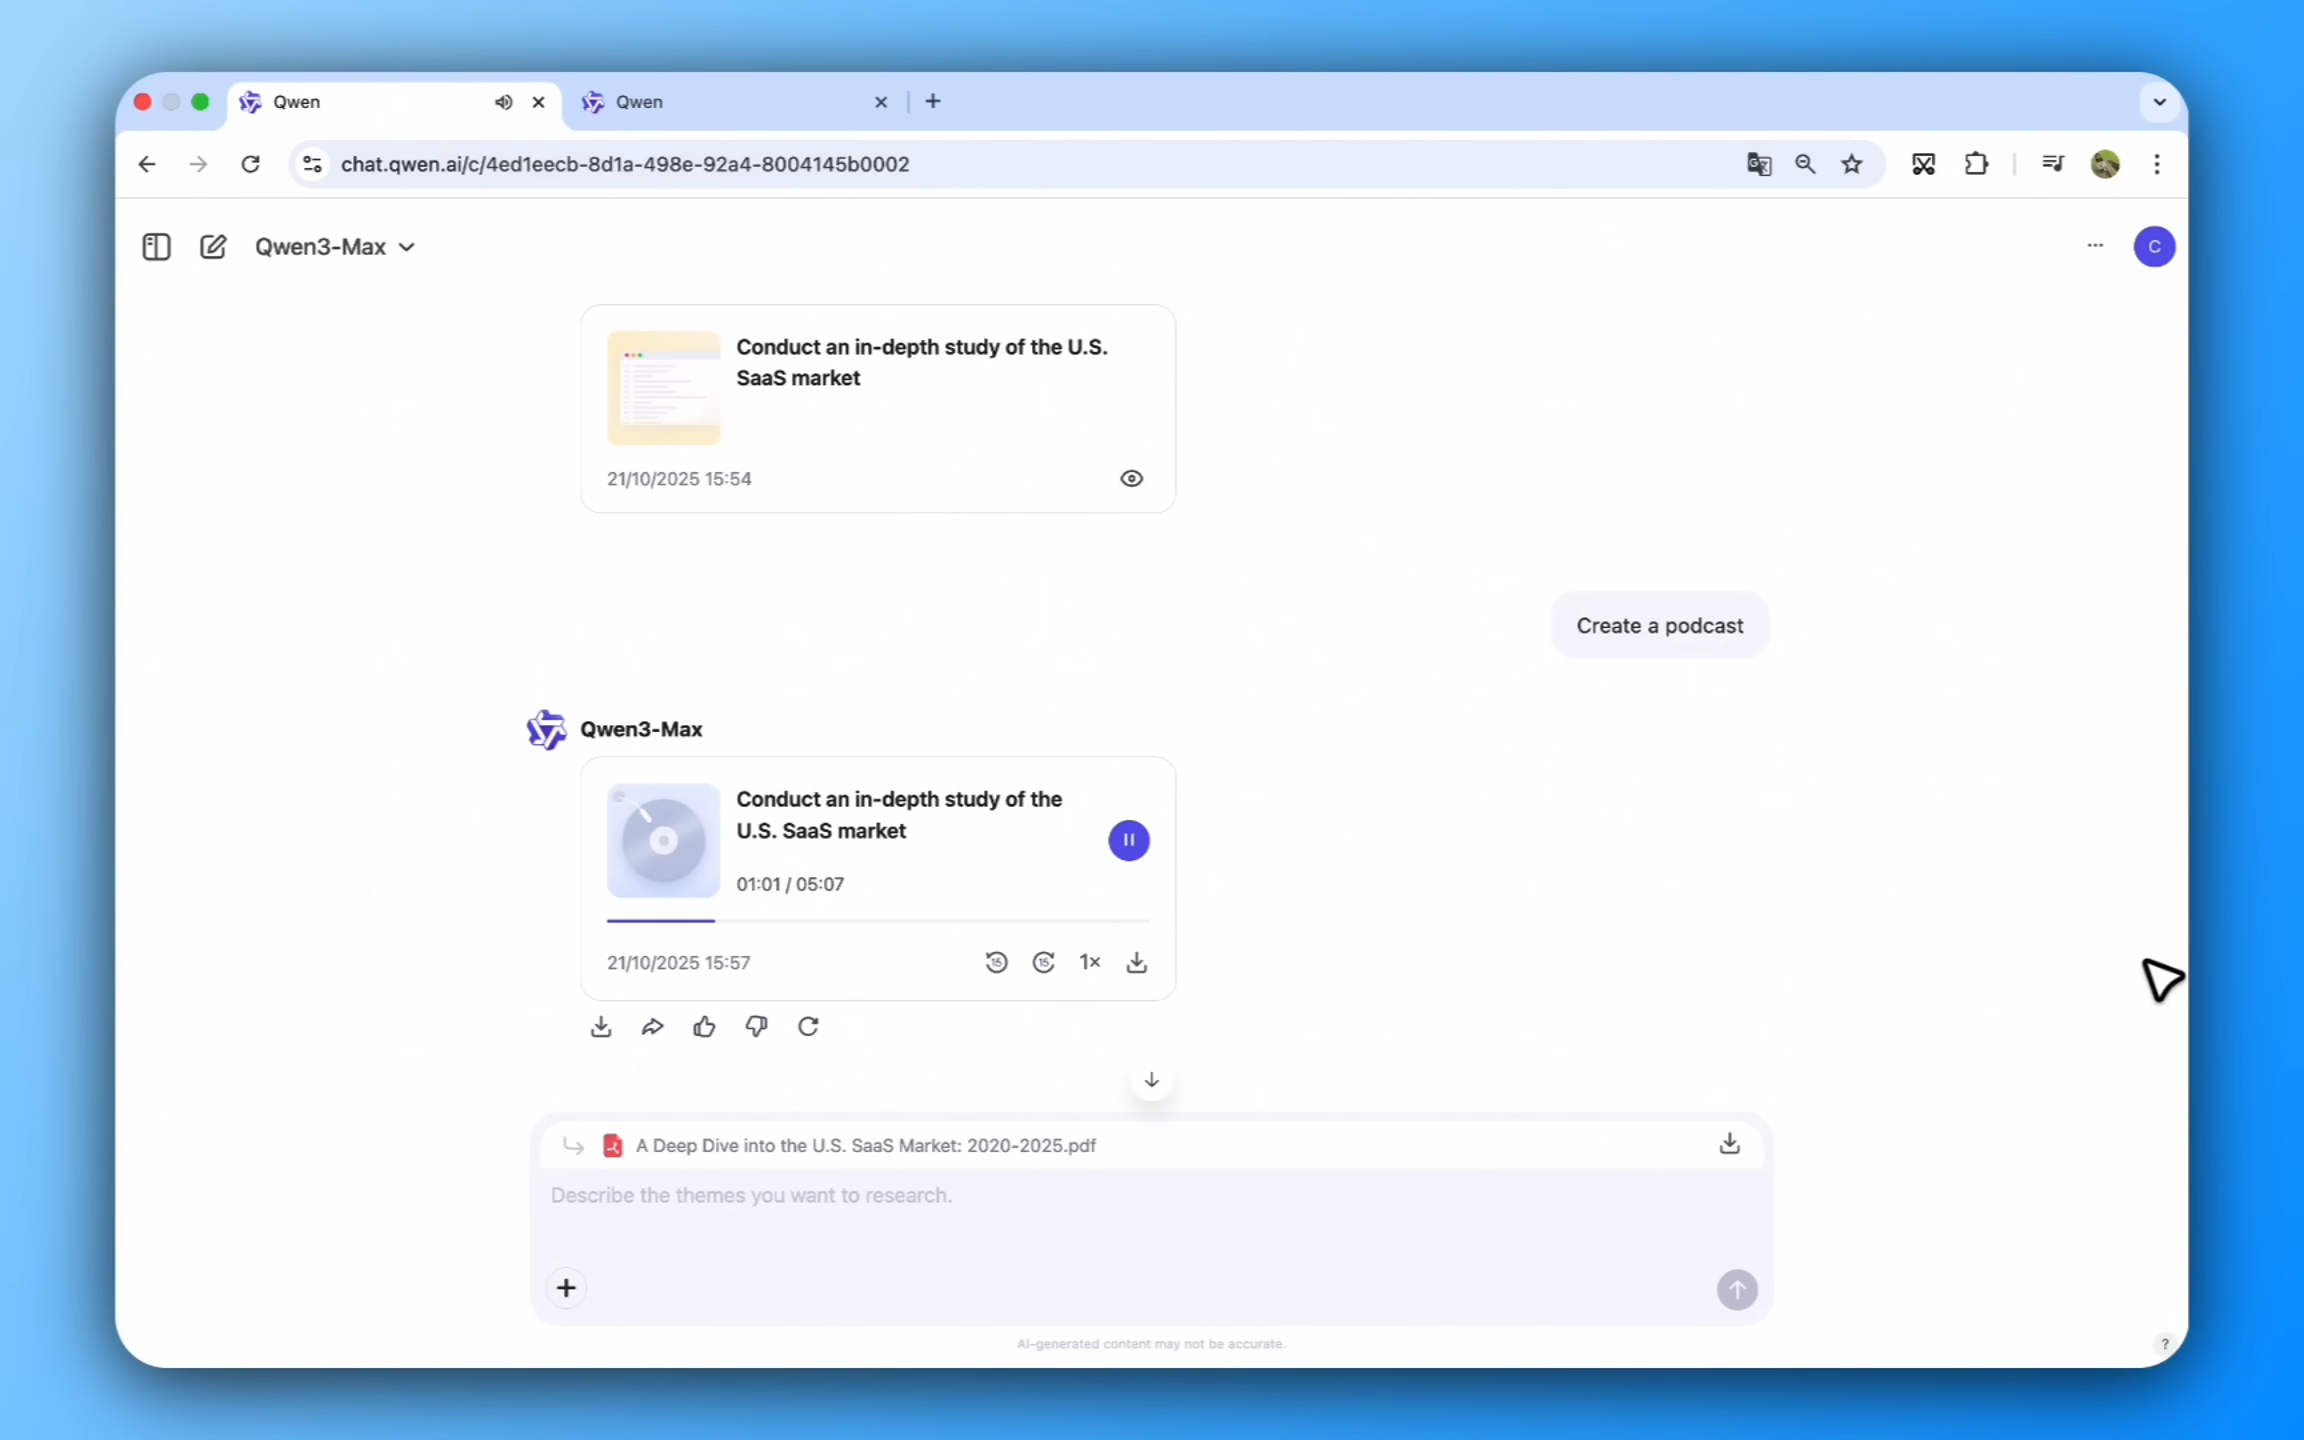 Qwen
Qwen
chat.qwen.ai/c/4ed1eecb-8d1a-498e-92a4-8004145b0002
Qwen3-Max
C
Conduct an in-depth study of the U.S.
SaaS market
21/10/2025 15:54
Create a podcast
Qwen3-Max
Conduct an in-depth study of the
U.S. SaaS market
01:01 / 05:07
21/10/2025 15:57
15
15
1×
A Deep Dive into the U.S. SaaS Market: 2020-2025.pdf
Describe the themes you want to research.
AI-generated content may not be accurate.
?